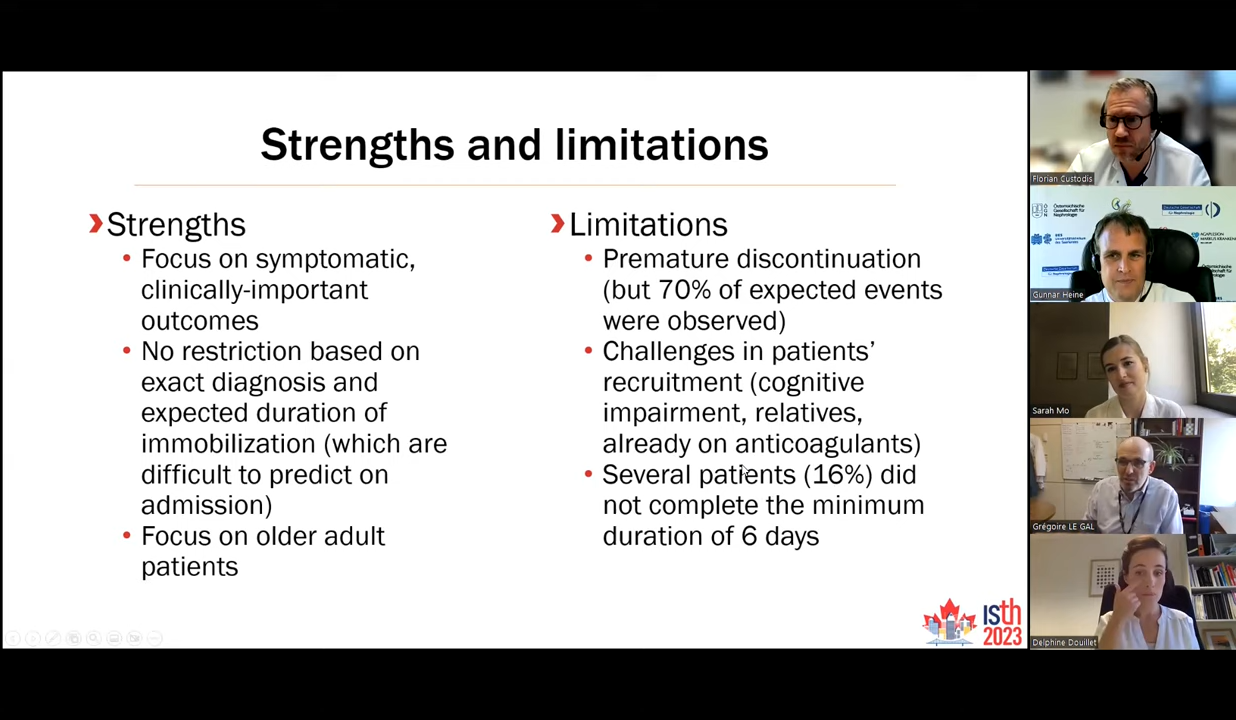 Strengths and limitations
Strengths
• Focus on symptomatic,
clinically-important
outcomes
• No restriction based on
exact diagnosis and
expected duration of
immobilization (which are
difficult to predict on
admission)
• Focus on older adult
patients
Limitations
• Premature discontinuation
(but 70% of expected events
were observed)
• Challenges in patients’
recruitment (cognitive
impairment, relatives,
already on anticoagulants)
• Several patients (16%) did
not complete the minimum
duration of 6 days
ISth
2023
Florian Custodis
Österreichische
Gesellschaft für
Nephrologie
Gunnar Heine
Sarah Mo
Grégoire LE GAL
Delphine Douillet